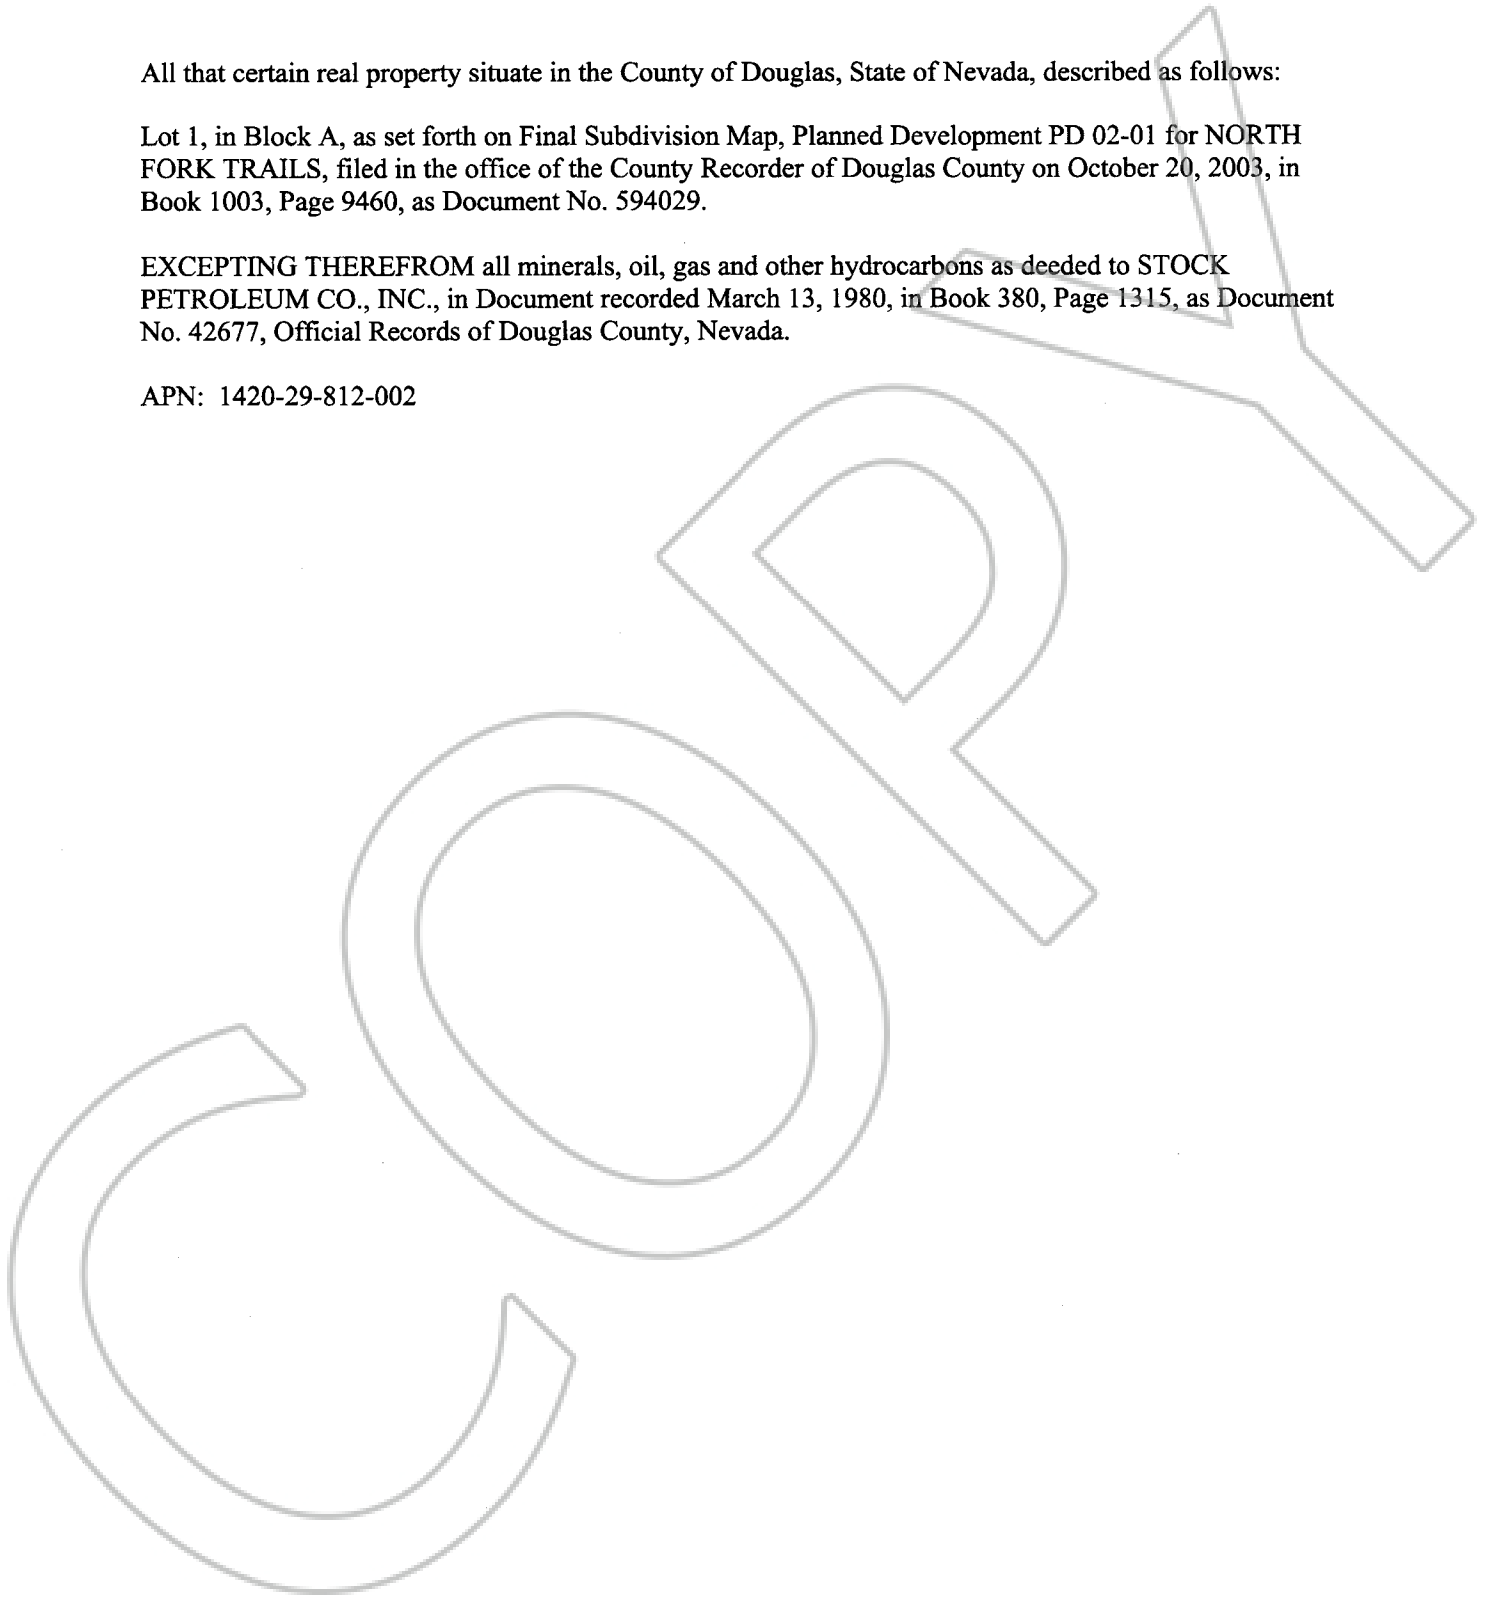 All that certain real property situate in the County of Douglas, State of Nevada, described as follows:
Lot 1, in Block A, as set forth on Final Subdivision Map, Planned Development PD 02-01 for NORTH
FORK TRAILS, filed in the office of the County Recorder of Douglas County on October 20, 2003, in
Book 1003, Page 9460, as Document No. 594029.
EXCEPTING THEREFROM all minerals, oil, gas and other hydrocarbons as deeded to STOCK
PETROLEUM CO., INC., in Document recorded March 13, 1980, in Book 380, Page 1315, as Document
No. 42677, Official Records of Douglas County, Nevada.
APN: 1420-29-812-002
COPY